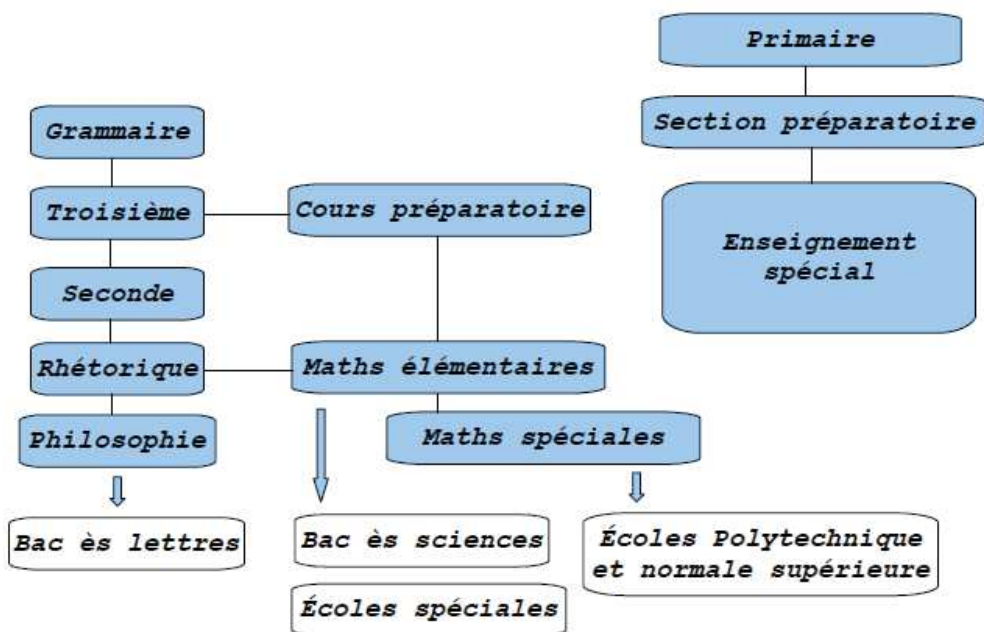 Primaire
Section préparatoire
Enseignement
spécial
Grammaire
Troisième
Cours préparatoire
Seconde
Rhétorique
Maths élémentaires
Philosophie
Maths spéciales
Bac ès lettres
Bac ès sciences
Écoles spéciales
Écoles Polytechnique
et normale supérieure